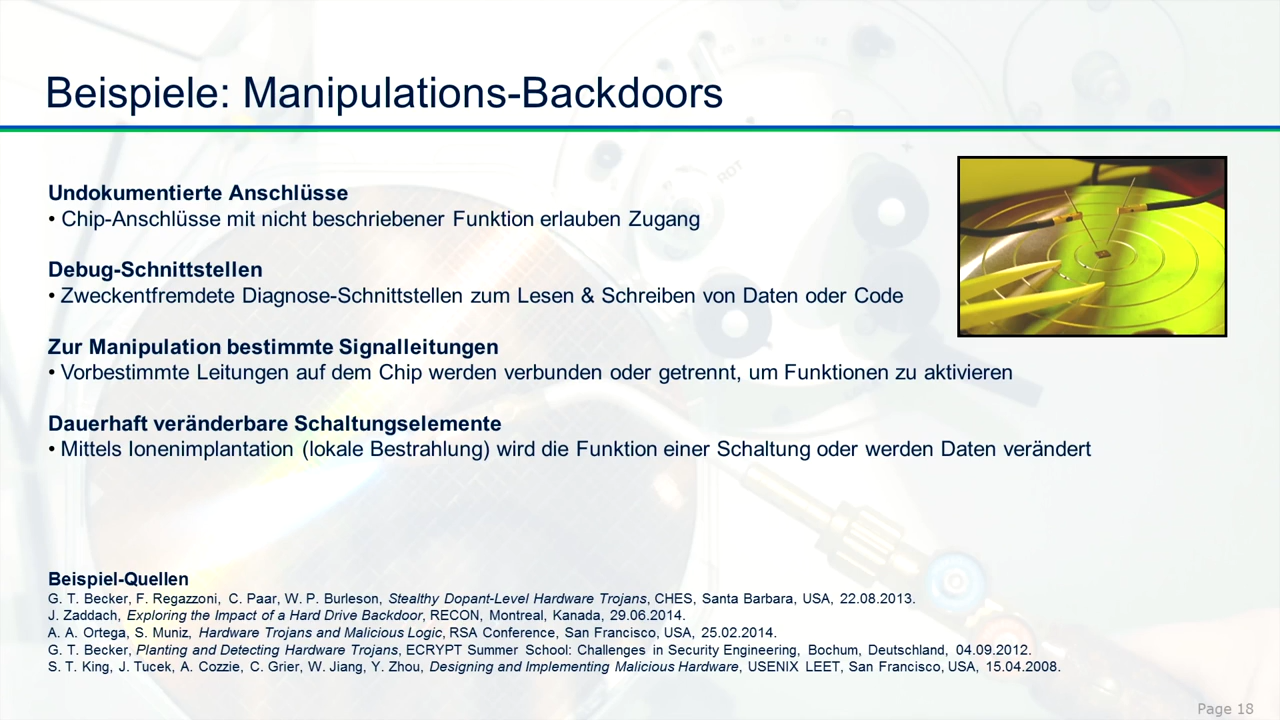 Beispiele: Manipulations-Backdoors
Undokumentierte Anschlüsse
• Chip-Anschlüsse mit nicht beschriebener Funktion erlauben Zugang
Debug-Schnittstellen
• Zweckentfremdete Diagnose-Schnittstellen zum Lesen & Schreiben von Daten oder Code
Zur Manipulation bestimmte Signalleitungen
• Vorbestimmte Leitungen auf dem Chip werden verbunden oder getrennt, um Funktionen zu aktivieren
Dauerhaft veränderbare Schaltungselemente
• Mittels Ionenimplantation (lokale Bestrahlung) wird die Funktion einer Schaltung oder werden Daten verändert
Beispiel-Quellen
G. T. Becker, F. Regazzoni, C. Paar, W. P. Burleson, Stealthy Dopant-Level Hardware Trojans, CHES, Santa Barbara, USA, 22.08.2013.
J. Zaddach, Exploring the Impact of a Hard Drive Backdoor, RECON, Montreal, Kanada, 29.06.2014.
A. A. Ortega, S. Muniz, Hardware Trojans and Malicious Logic, RSA Conference, San Francisco, USA, 25.02.2014.
G. T. Becker, Planting and Detecting Hardware Trojans, ECRYPT Summer School: Challenges in Security Engineering, Bochum, Deutschland, 04.09.2012.
S. T. King, J. Tucek, A. Cozzie, C. Grier, W. Jiang, Y. Zhou, Designing and Implementing Malicious Hardware, USENIX LEET, San Francisco, USA, 15.04.2008.
Page 18